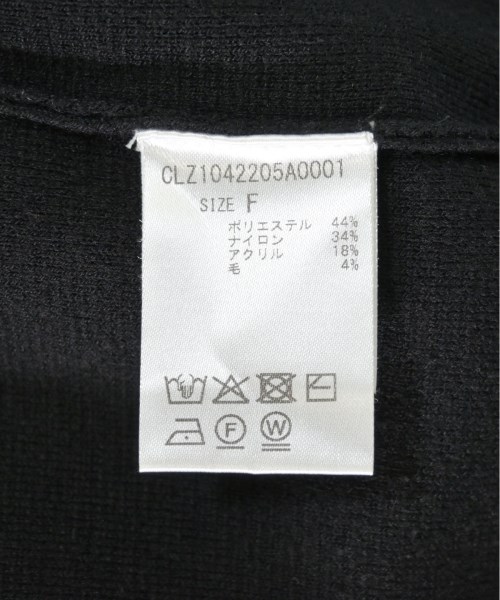 CLZ1042205A0001
SIZE F
ポリエステル 44%
ナイロン 34%
アクリル 18%
毛 4%
F W